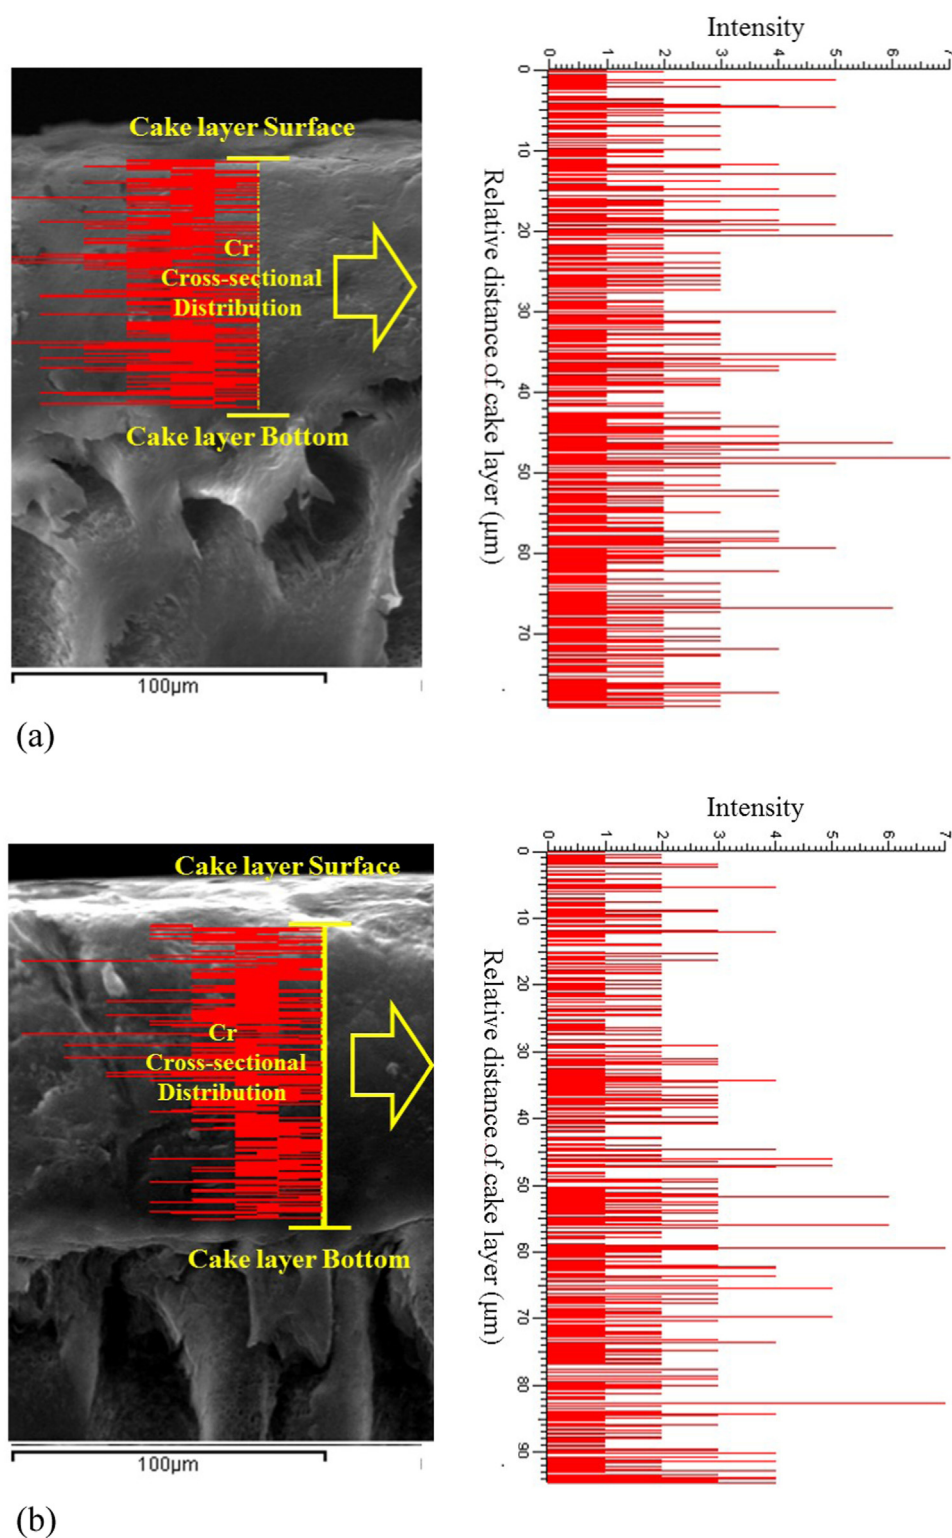 Intensity
0 1 2 3 4 5 6 7
0
10
20
30
40
50
60
70
Relative distance of cake layer (μm)
Cake layer Surface
Cr
Cross-sectional
Distribution
Cake layer Bottom
100μm
(a)
Intensity
0 1 2 3 4 5 6 7
0
10
20
30
40
50
60
70
80
90
Relative distance of cake layer (μm)
Cake layer Surface
Cr
Cross-sectional
Distribution
Cake layer Bottom
100μm
(b)